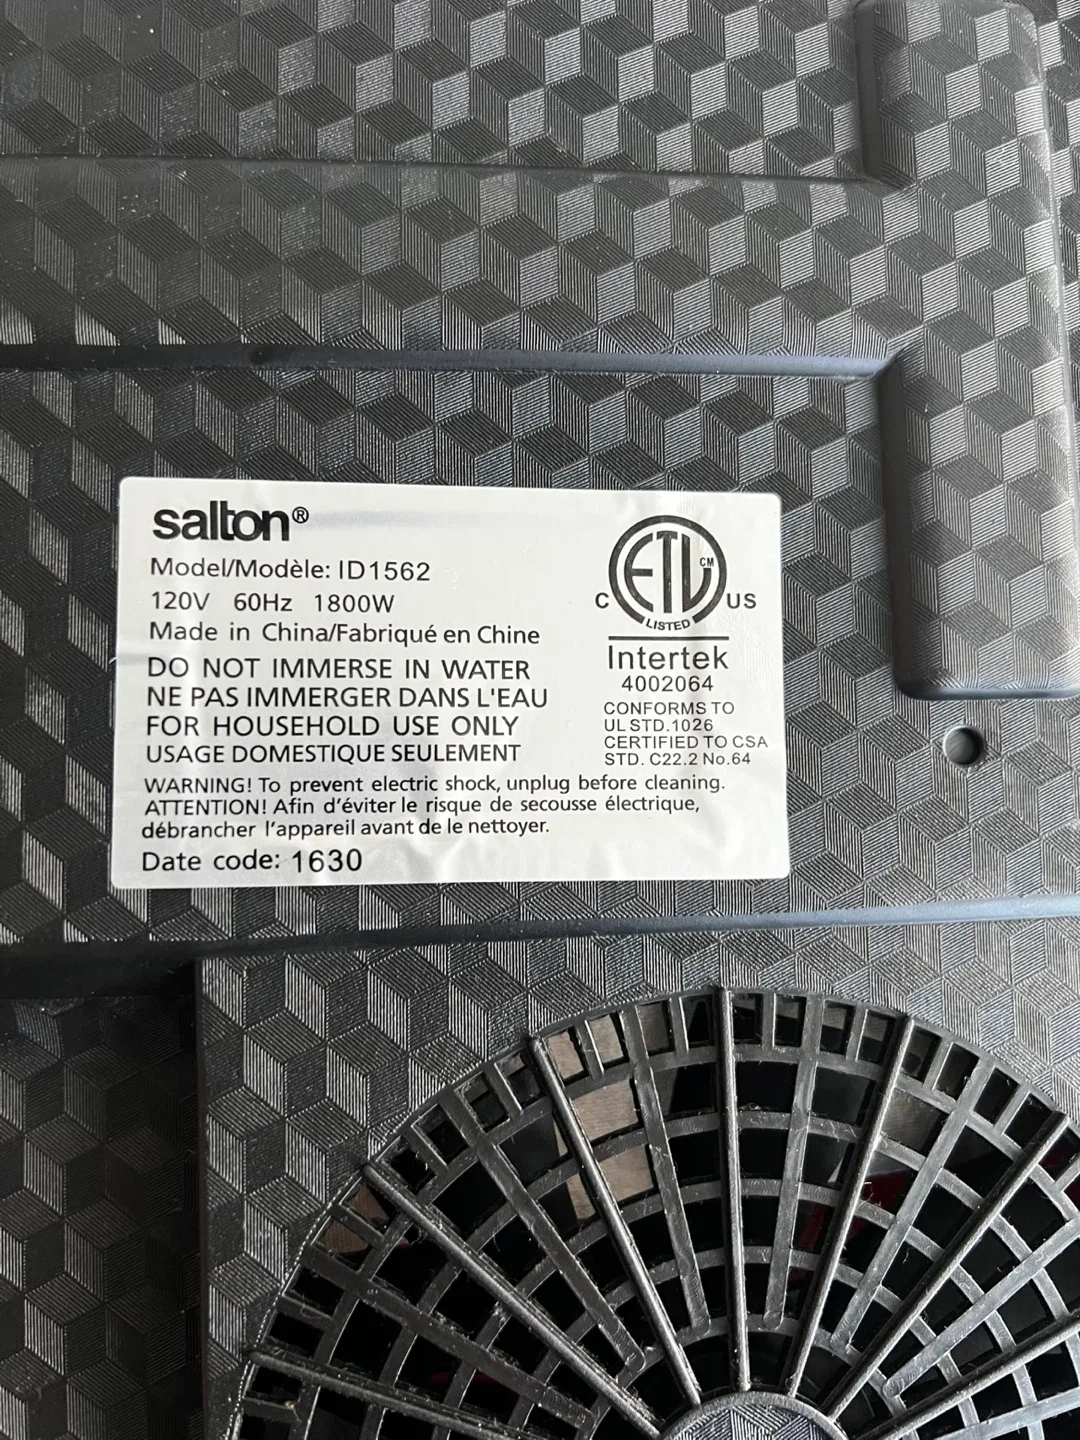 salton®
Model/Modèle: ID1562
120V 60Hz 1800W
Made in China/Fabriqué en Chine
DO NOT IMMERSE IN WATER
NE PAS IMMERGER DANS L'EAU
FOR HOUSEHOLD USE ONLY
USAGE DOMESTIQUE SEULEMENT
WARNING! To prevent electric shock, unplug before cleaning.
ATTENTION! Afin d'éviter le risque de secousse électrique,
débrancher l'appareil avant de le nettoyer.
Date code: 1630
ETL CM
C US
LISTED
Intertek
4002064
CONFORMS TO
UL STD.1026
CERTIFIED TO CSA
STD. C22.2 No.64